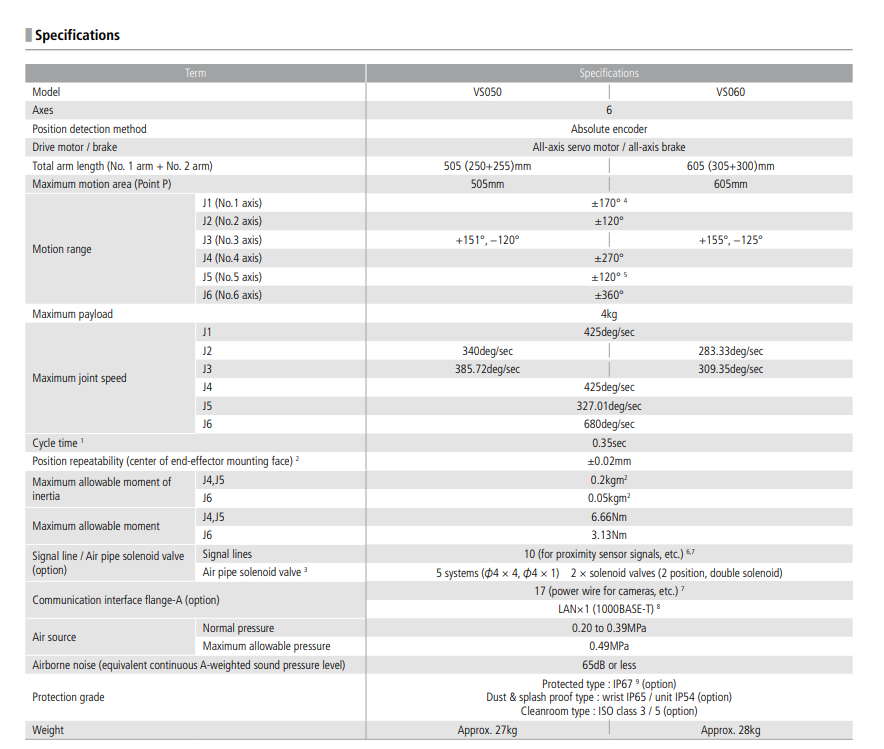 Specifications
Term Specifications
Model VS050 VS060
Axes 6
Position detection method Absolute encoder
Drive motor / brake All-axis servo motor / all-axis brake
Total arm length (No. 1 arm + No. 2 arm) 505 (250+255)mm 605 (305+300)mm
Maximum motion area (Point P) 505mm 605mm
Motion range
J1 (No.1 axis) ±170° 4
J2 (No.2 axis) ±120°
J3 (No.3 axis) +151°, −120° +155°, −125°
J4 (No.4 axis) ±270°
J5 (No.5 axis) ±120° 5
J6 (No.6 axis) ±360°
Maximum payload 4kg
Maximum joint speed
J1 425deg/sec
J2 340deg/sec 283.33deg/sec
J3 385.72deg/sec 309.35deg/sec
J4 425deg/sec
J5 327.01deg/sec
J6 680deg/sec
Cycle time 1 0.35sec
Position repeatability (center of end-effector mounting face) 2 ±0.02mm
Maximum allowable moment of
inertia
J4,J5 0.2kgm2
J6 0.05kgm2
Maximum allowable moment
J4,J5 6.66Nm
J6 3.13Nm
Signal line / Air pipe solenoid valve
(option)
Signal lines 10 (for proximity sensor signals, etc.) 6,7
Air pipe solenoid valve 3 5 systems (φ4 × 4, φ4 × 1) 2 × solenoid valves (2 position, double solenoid)
Communication interface flange-A (option)
17 (power wire for cameras, etc.) 7
LAN×1 (1000BASE-T) 8
Air source
Normal pressure 0.20 to 0.39MPa
Maximum allowable pressure 0.49MPa
Airborne noise (equivalent continuous A-weighted sound pressure level) 65dB or less
Protection grade
Protected type : IP67 9 (option)
Dust & splash proof type : wrist IP65 / unit IP54 (option)
Cleanroom type : ISO class 3 / 5 (option)
Weight Approx. 27kg Approx. 28kg